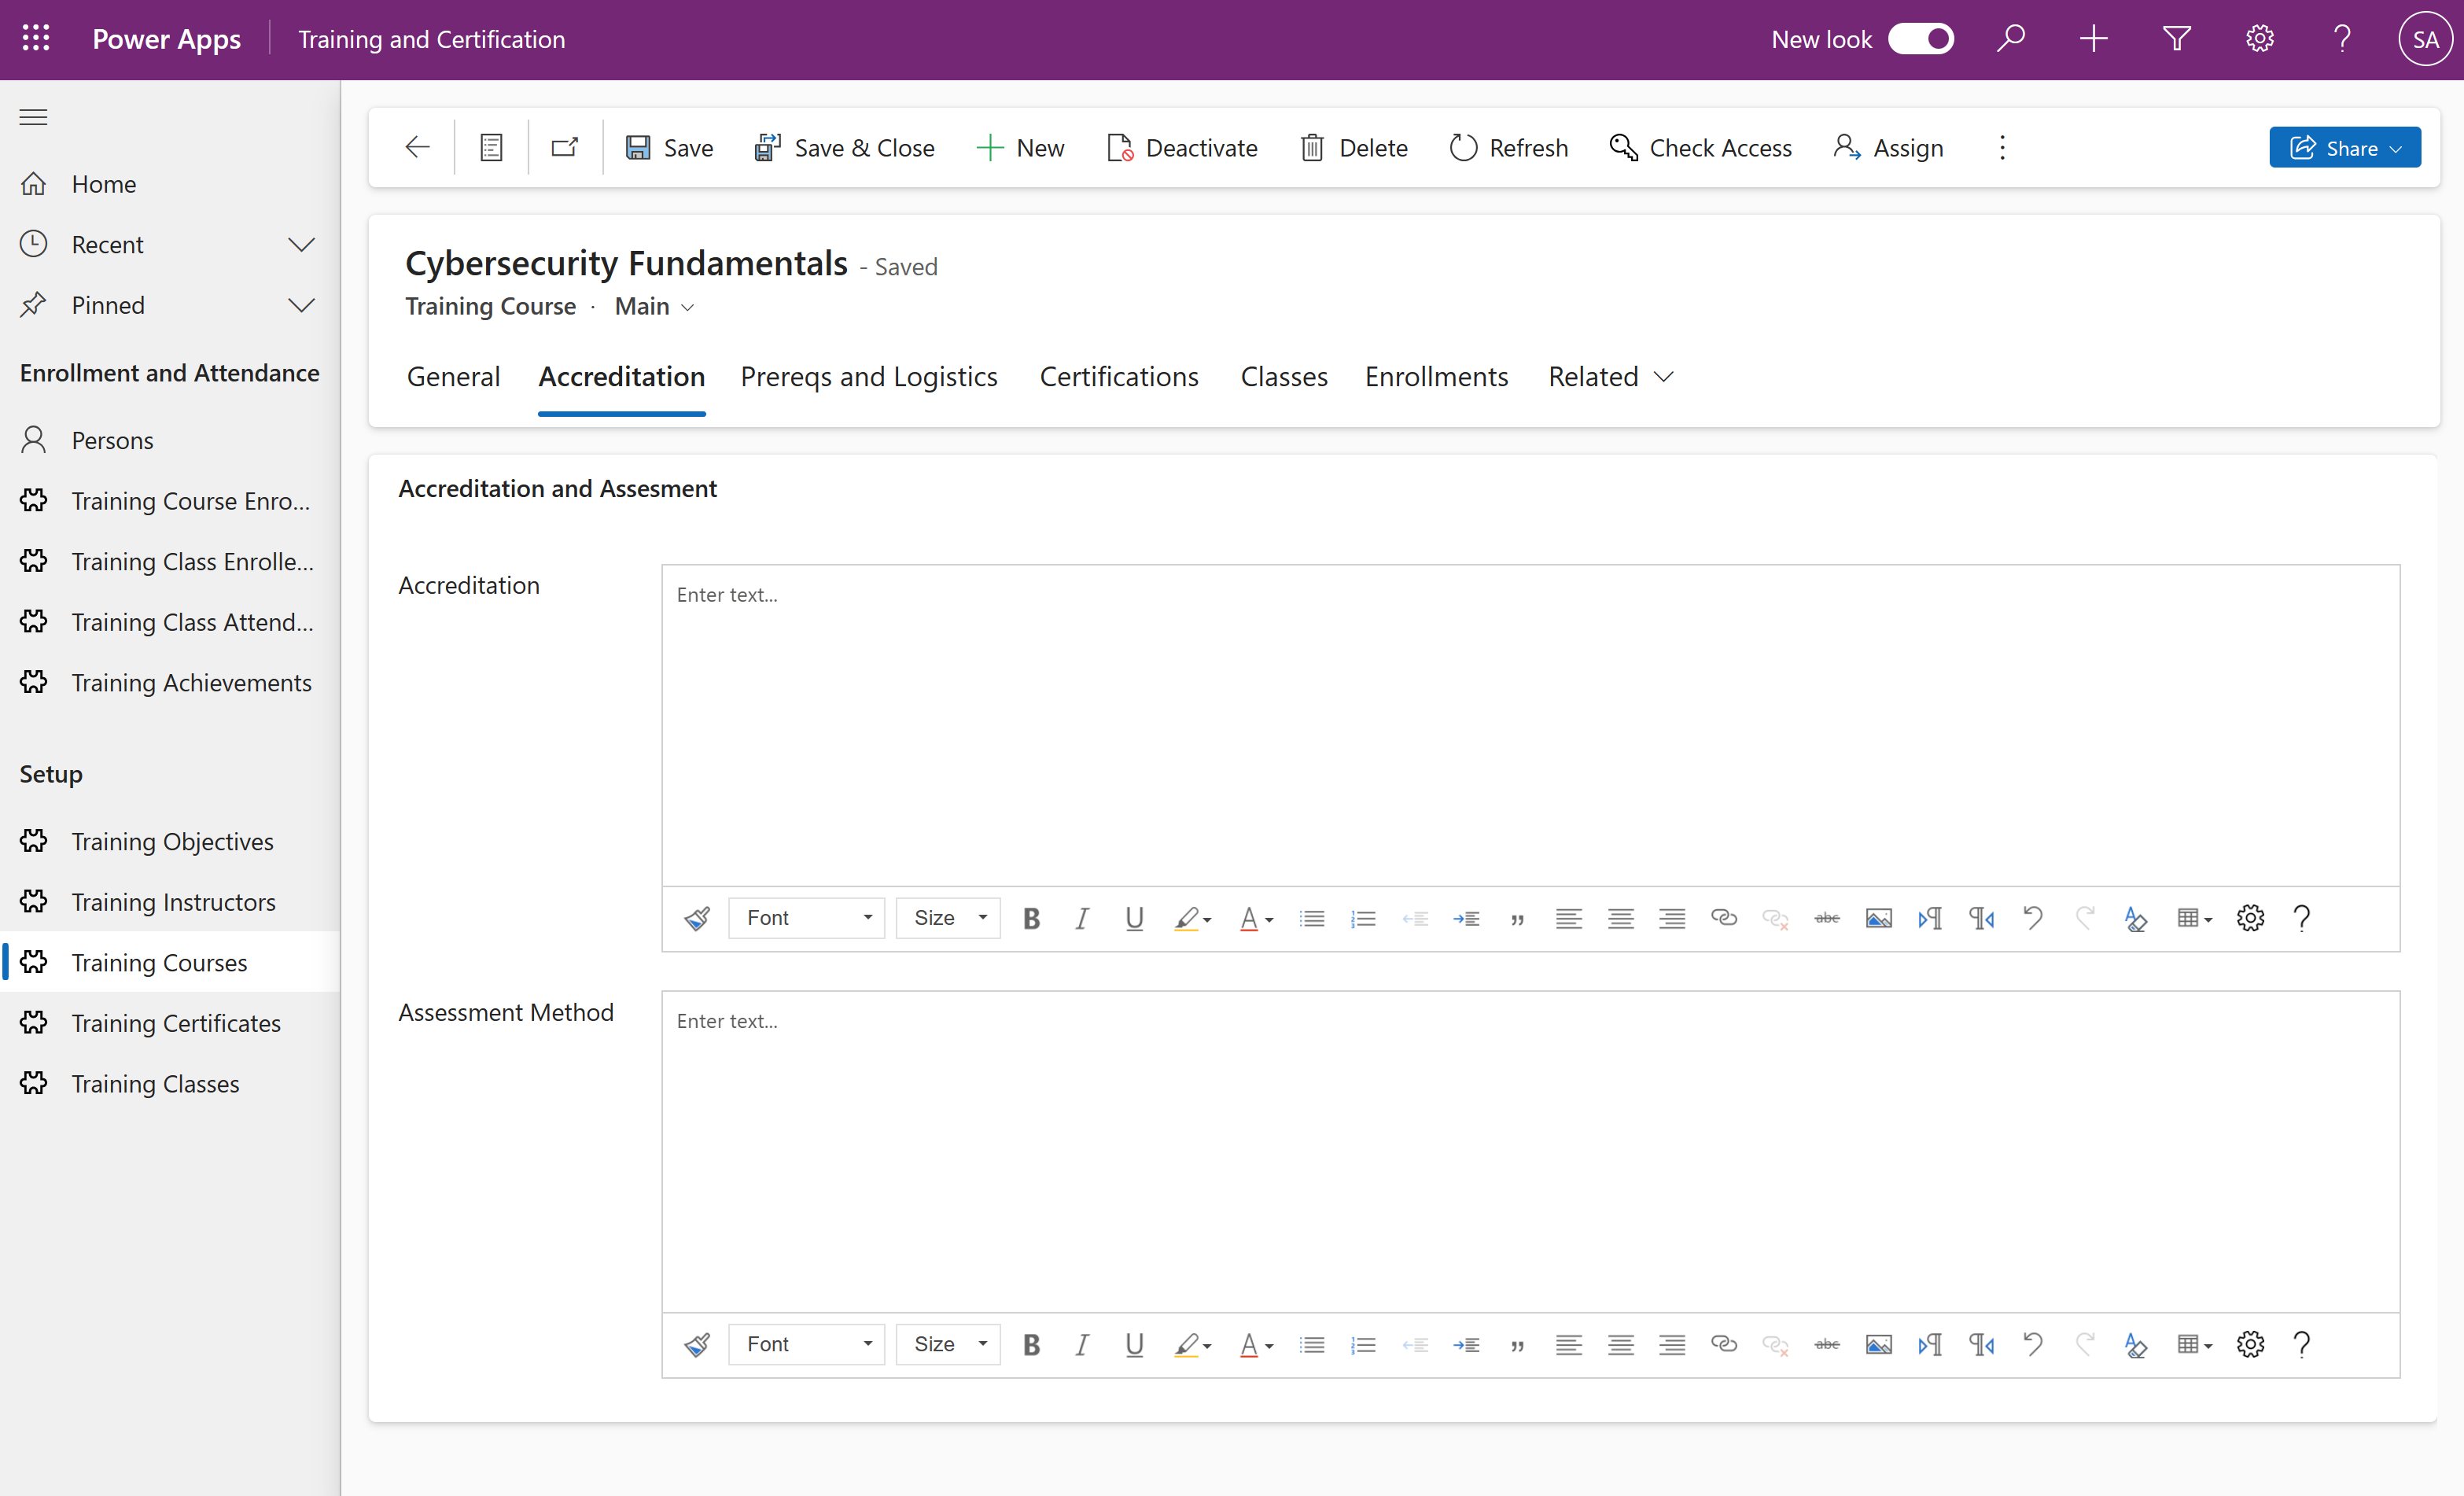 Power Apps
Training and Certification
New look
SA
Home
Recent
Pinned
Enrollment and Attendance
Persons
Training Course Enro...
Training Class Enrolle...
Training Class Attend...
Training Achievements
Setup
Training Objectives
Training Instructors
Training Courses
Training Certificates
Training Classes
Save
Save & Close
New
Deactivate
Delete
Refresh
Check Access
Assign
Share
Cybersecurity Fundamentals - Saved
Training Course · Main
General Accreditation Prereqs and Logistics Certifications Classes Enrollments Related
Accreditation and Assesment
Accreditation
Enter text...
Font Size B I U A abc
Assessment Method
Enter text...
Font Size B I U A abc